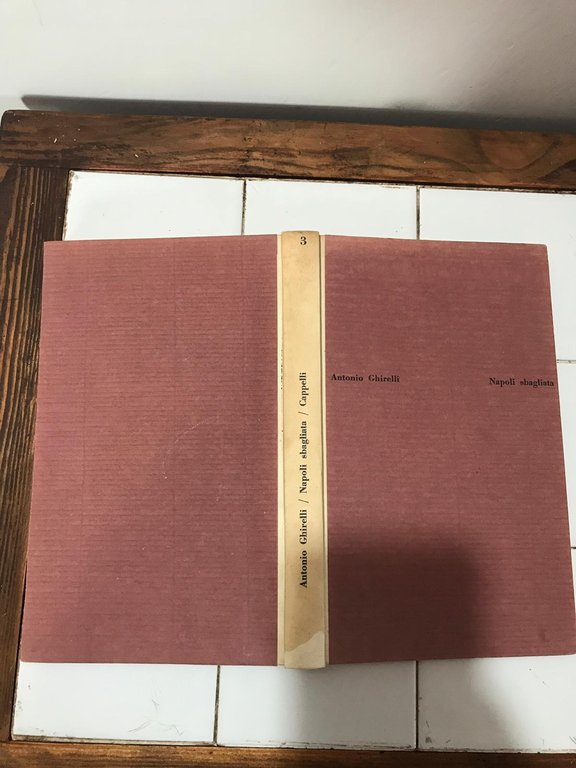 3
Antonio Ghirelli / Napoli sbagliata / Cappelli
Antonio Ghirelli Napoli sbagliata